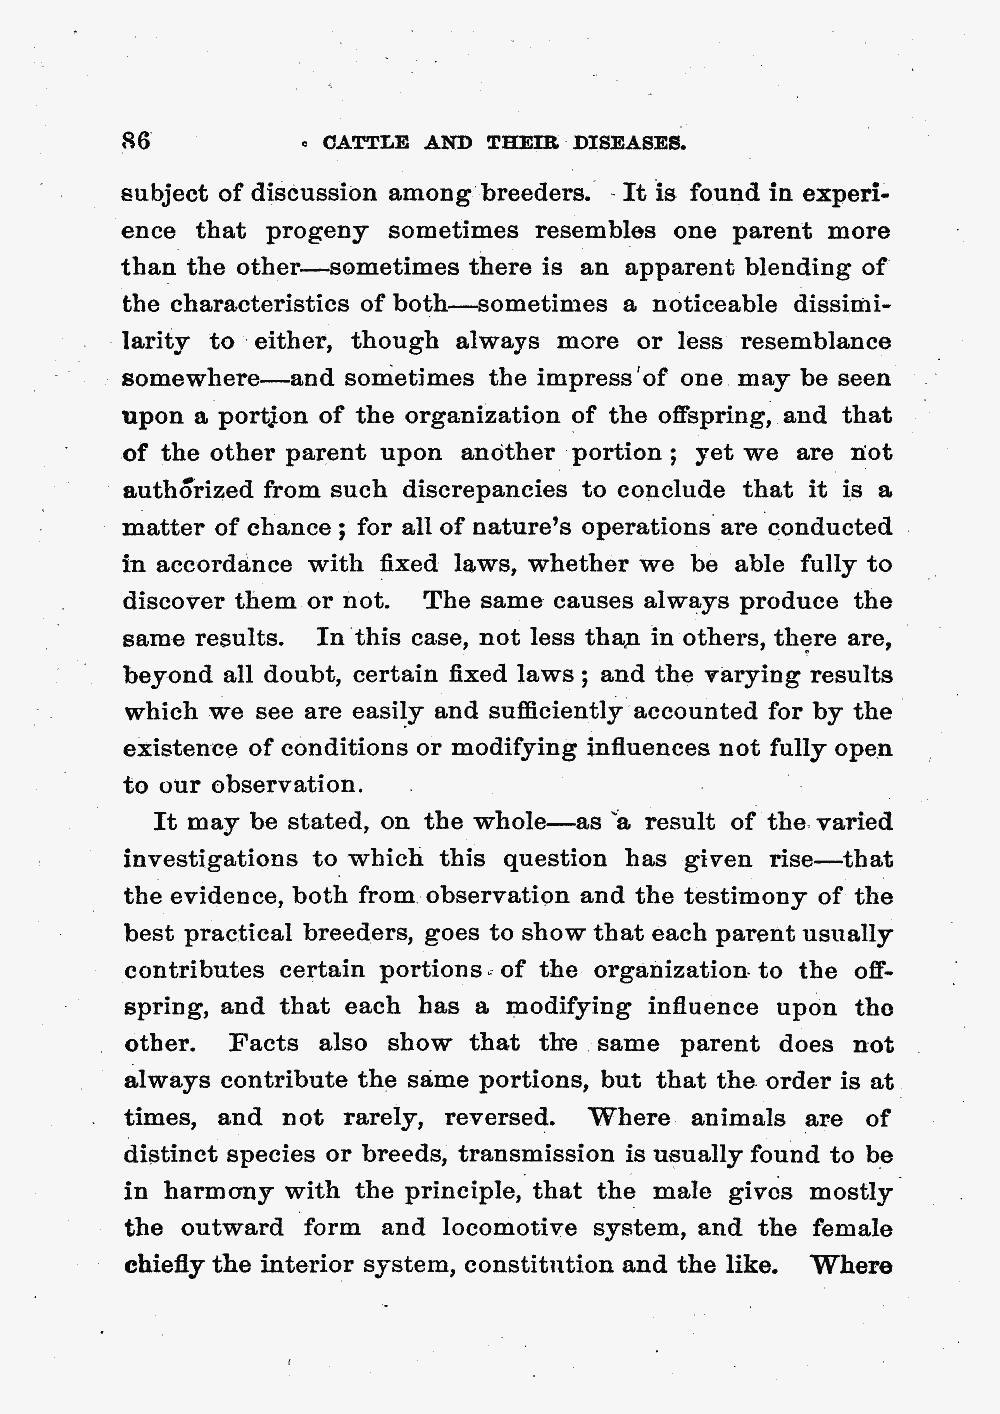 86 CATTLE AND THEIR DISEASES.
subject of discussion among breeders. It is found in experi-
ence that progeny sometimes resembles one parent more
than the other—sometimes there is an apparent blending of
the characteristics of both—sometimes a noticeable dissimi-
larity to either, though always more or less resemblance
somewhere—and sometimes the impress of one may be seen
upon a portion of the organization of the offspring, and that
of the other parent upon another portion ; yet we are not
authorized from such discrepancies to conclude that it is a
matter of chance ; for all of nature's operations are conducted
in accordance with fixed laws, whether we be able fully to
discover them or not. The same causes always produce the
same results. In this case, not less than in others, there are,
beyond all doubt, certain fixed laws ; and the varying results
which we see are easily and sufficiently accounted for by the
existence of conditions or modifying influences not fully open
to our observation.
It may be stated, on the whole—as a result of the varied
investigations to which this question has given rise—that
the evidence, both from observation and the testimony of the
best practical breeders, goes to show that each parent usually
contributes certain portions of the organization to the off-
spring, and that each has a modifying influence upon the
other. Facts also show that the same parent does not
always contribute the same portions, but that the order is at
times, and not rarely, reversed. Where animals are of
distinct species or breeds, transmission is usually found to be
in harmony with the principle, that the male gives mostly
the outward form and locomotive system, and the female
chiefly the interior system, constitution and the like. Where